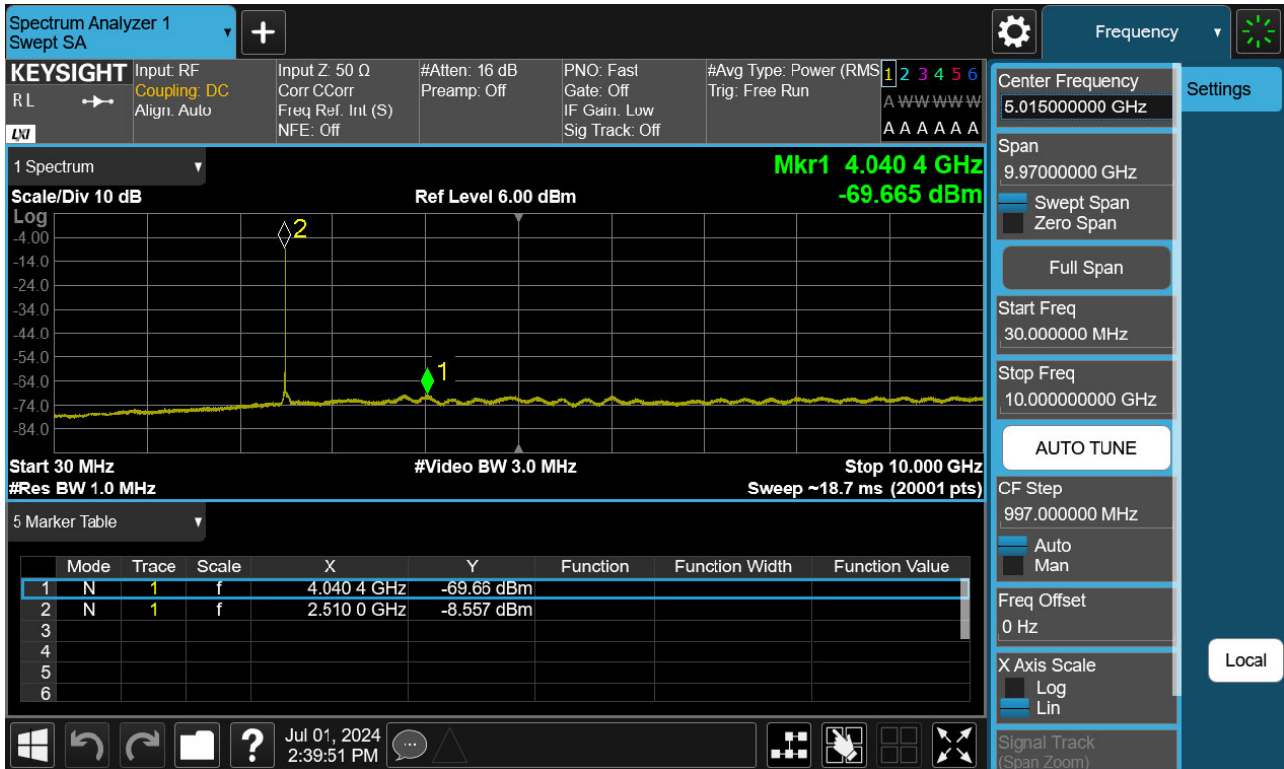 Spectrum Analyzer 1
Swept SA
+
Frequency
KEYSIGHT
R L
LXI
Input: RF
Coupling: DC
Align: Auto
Input Z: 50 Ω
Corr CCorr
Freq Ref: Int (S)
NFE: Off
#Atten: 16 dB
Preamp: Off
PNO: Fast
Gate: Off
IF Gain: Low
Sig Track: Off
#Avg Type: Power (RMS
Trig: Free Run
1 2 3 4 5 6
A W W W W W
A A A A A A
Center Frequency
5.015000000 GHz
Settings
Span
9.97000000 GHz
Swept Span
Zero Span
Full Span
Start Freq
30.000000 MHz
Stop Freq
10.000000000 GHz
AUTO TUNE
CF Step
997.000000 MHz
Auto
Man
Freq Offset
0 Hz
X Axis Scale
Log
Lin
Signal Track
(Span Zoom)
Local
1 Spectrum
Mkr1 4.040 4 GHz
-69.665 dBm
Scale/Div 10 dB
Ref Level 6.00 dBm
Log
-4.00
-14.0
-24.0
-34.0
-44.0
-54.0
-64.0
-74.0
-84.0
2
1
Start 30 MHz
#Video BW 3.0 MHz
Stop 10.000 GHz
#Res BW 1.0 MHz
Sweep ~18.7 ms (20001 pts)
5 Marker Table
Mode Trace Scale X Y Function Function Width Function Value
1 N 1 f 4.040 4 GHz -69.66 dBm
2 N 1 f 2.510 0 GHz -8.557 dBm
3
4
5
6
?
Jul 01, 2024
2:39:51 PM